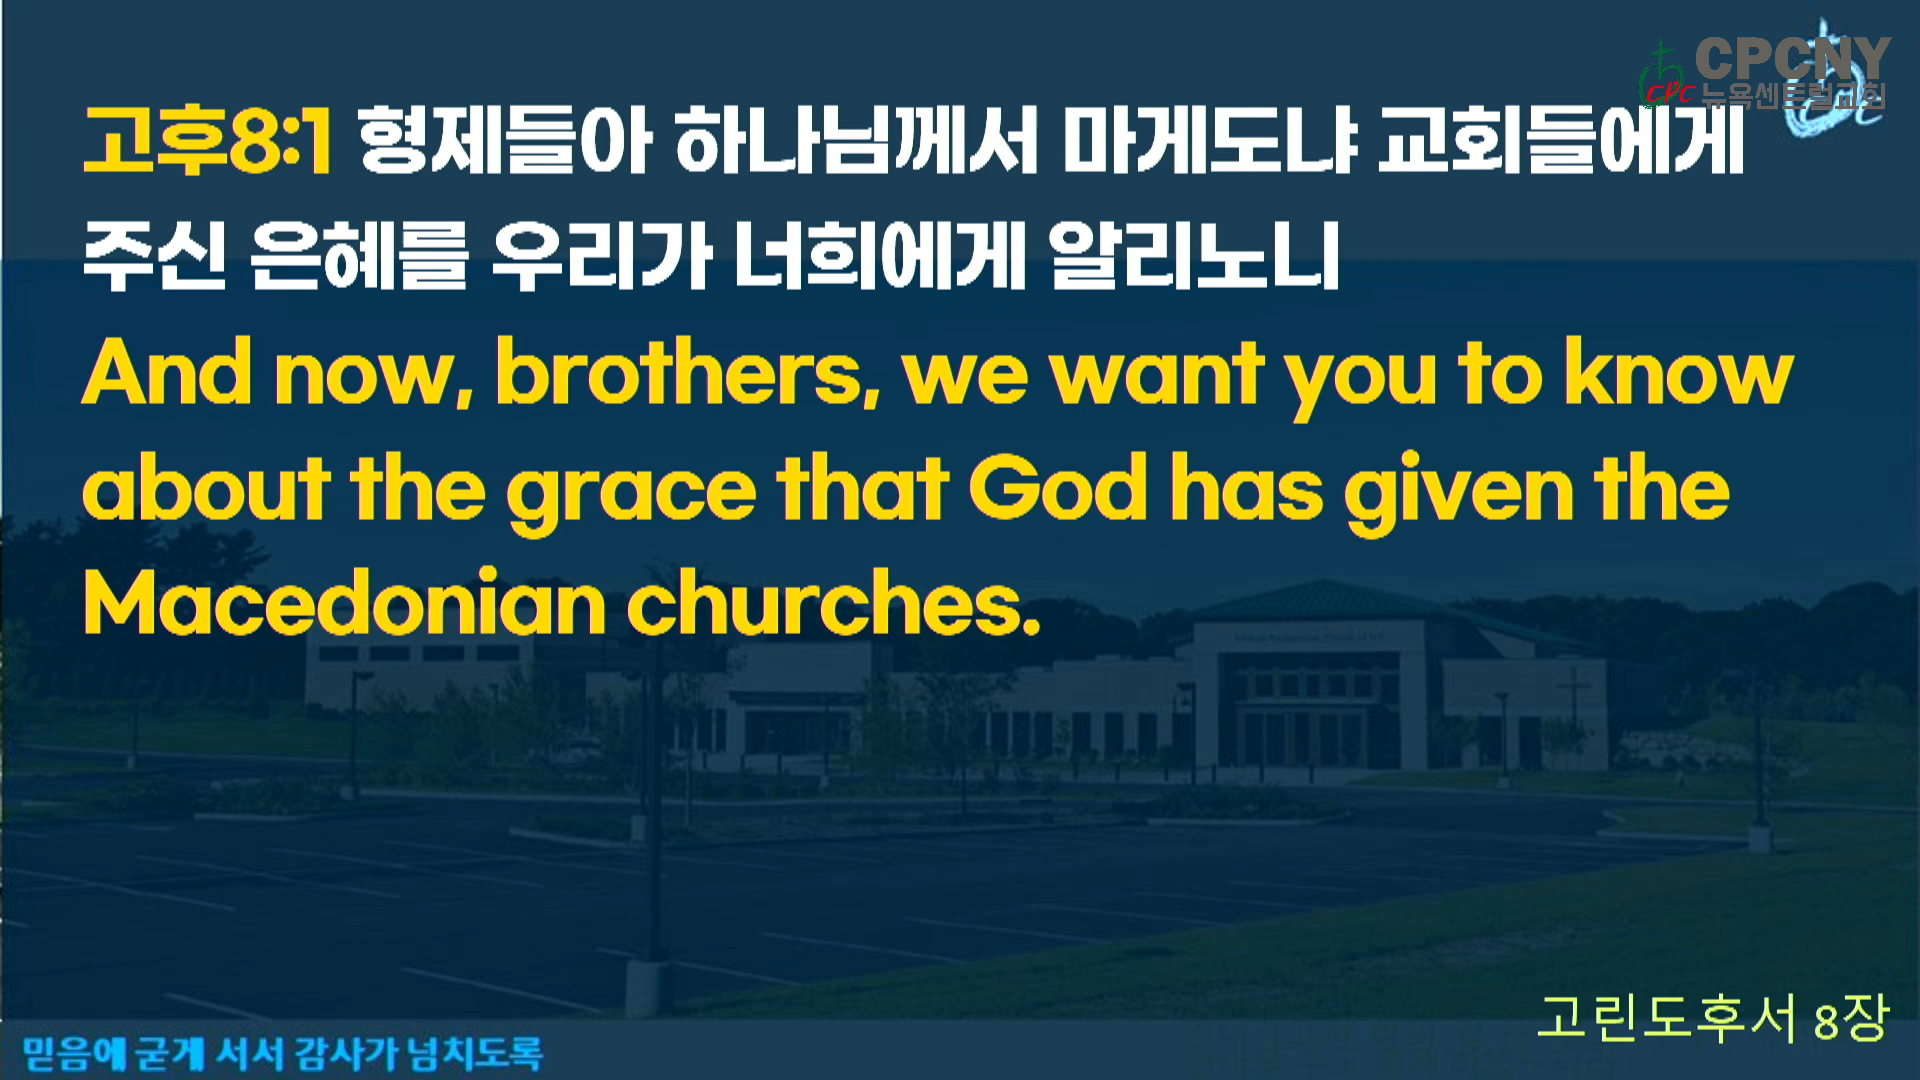 CPCNY
CPC 뉴욕센트럴교회
고후8:1 형제들아 하나님께서 마게도냐 교회들에게
주신 은혜를 우리가 너희에게 알리노니
And now, brothers, we want you to know
about the grace that God has given the
Macedonian churches.
고린도후서 8장
믿음에 굳게 서서 감사가 넘치도록